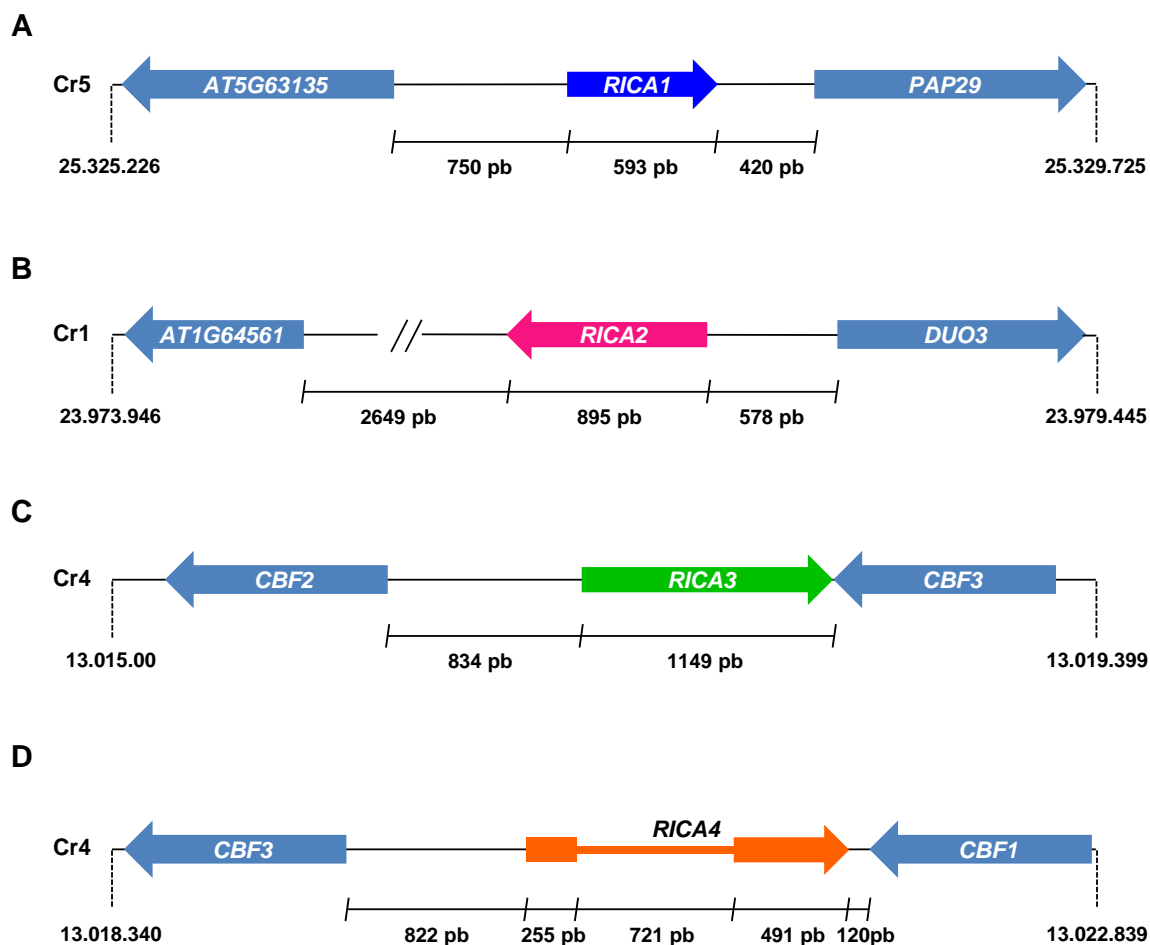 A
Cr5 AT5G63135 RICA1 PAP29
750 pb 593 pb 420 pb
25.325.226 25.329.725
B
Cr1 AT1G64561 RICA2 DUO3
2649 pb 895 pb 578 pb
23.973.946 23.979.445
C
Cr4 CBF2 RICA3 CBF3
834 pb 1149 pb
13.015.00 13.019.399
D
RICA4
Cr4 CBF3 CBF1
822 pb 255 pb 721 pb 491 pb 120pb
13.018.340 13.022.839